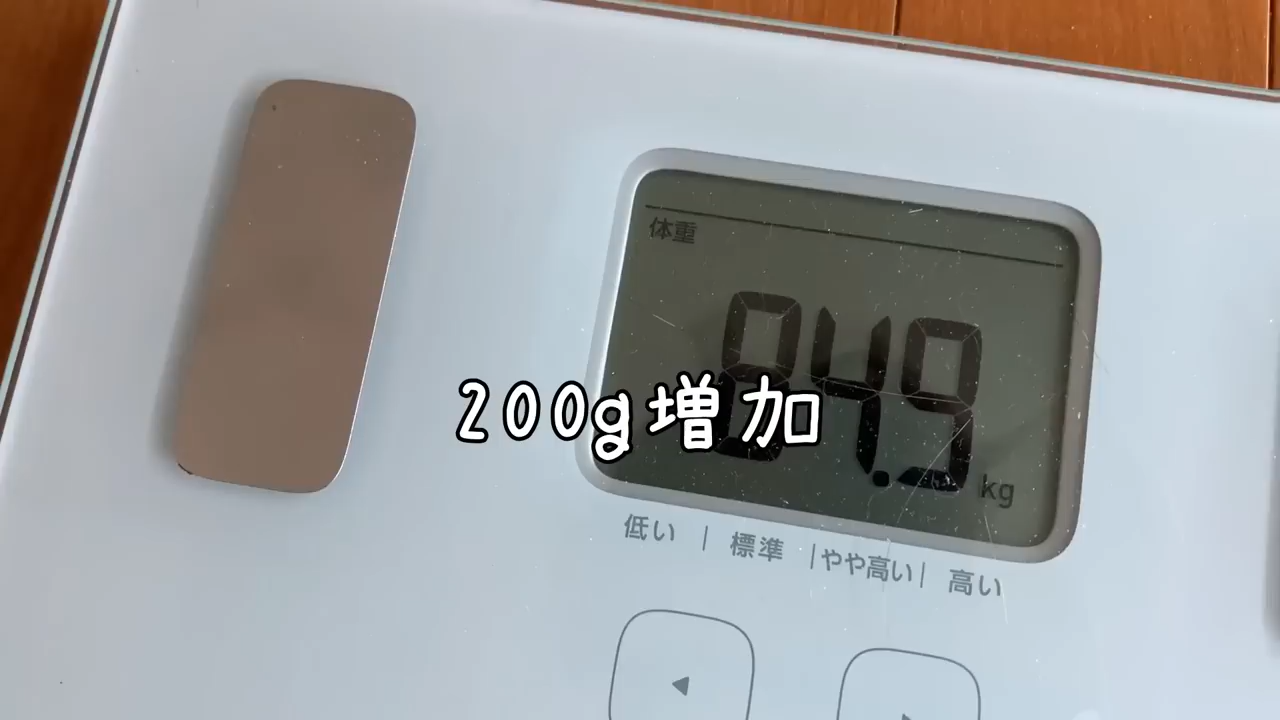 体重
84.9
kg
200g増加
低い | 標準 | やや高い | 高い